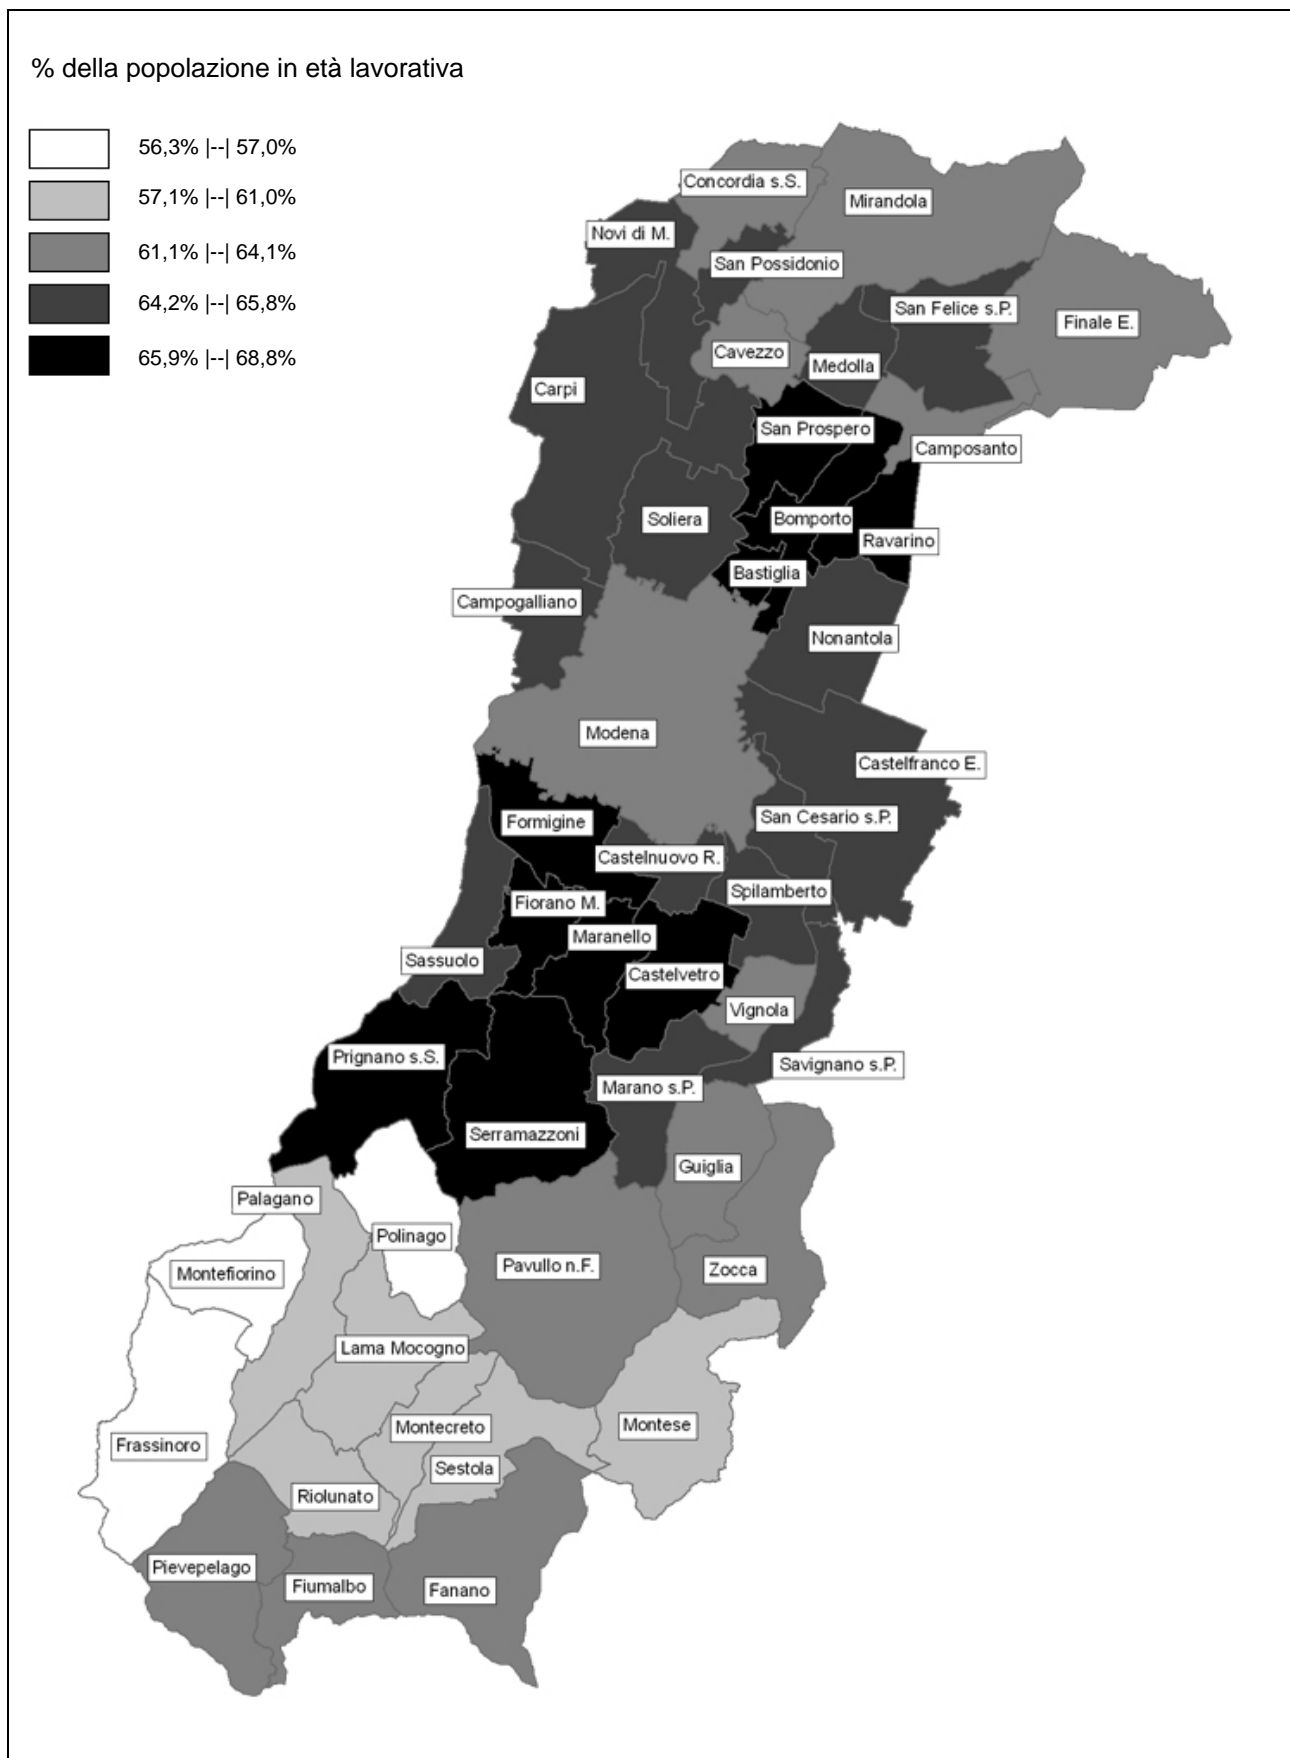 % della popolazione in età lavorativa
56,3% |--| 57,0%
57,1% |--| 61,0%
61,1% |--| 64,1%
64,2% |--| 65,8%
65,9% |--| 68,8%
Concordia s.S.
Mirandola
Novi di M.
San Possidonio
San Felice s.P.
Finale E.
Cavezzo
Medolla
Carpi
San Prospero
Camposanto
Soliera
Bomporto
Ravarino
Bastiglia
Campogalliano
Nonantola
Modena
Castelfranco E.
San Cesario s.P.
Formigine
Castelnuovo R.
Spilamberto
Fiorano M.
Maranello
Sassuolo
Castelvetro
Vignola
Prignano s.S.
Savignano s.P.
Marano s.P.
Serramazzoni
Guiglia
Palagano
Polinago
Montefiorino
Pavullo n.F.
Zocca
Lama Mocogno
Montecreto
Montese
Frassinoro
Sestola
Riolunato
Pievepelago
Fiumalbo
Fanano